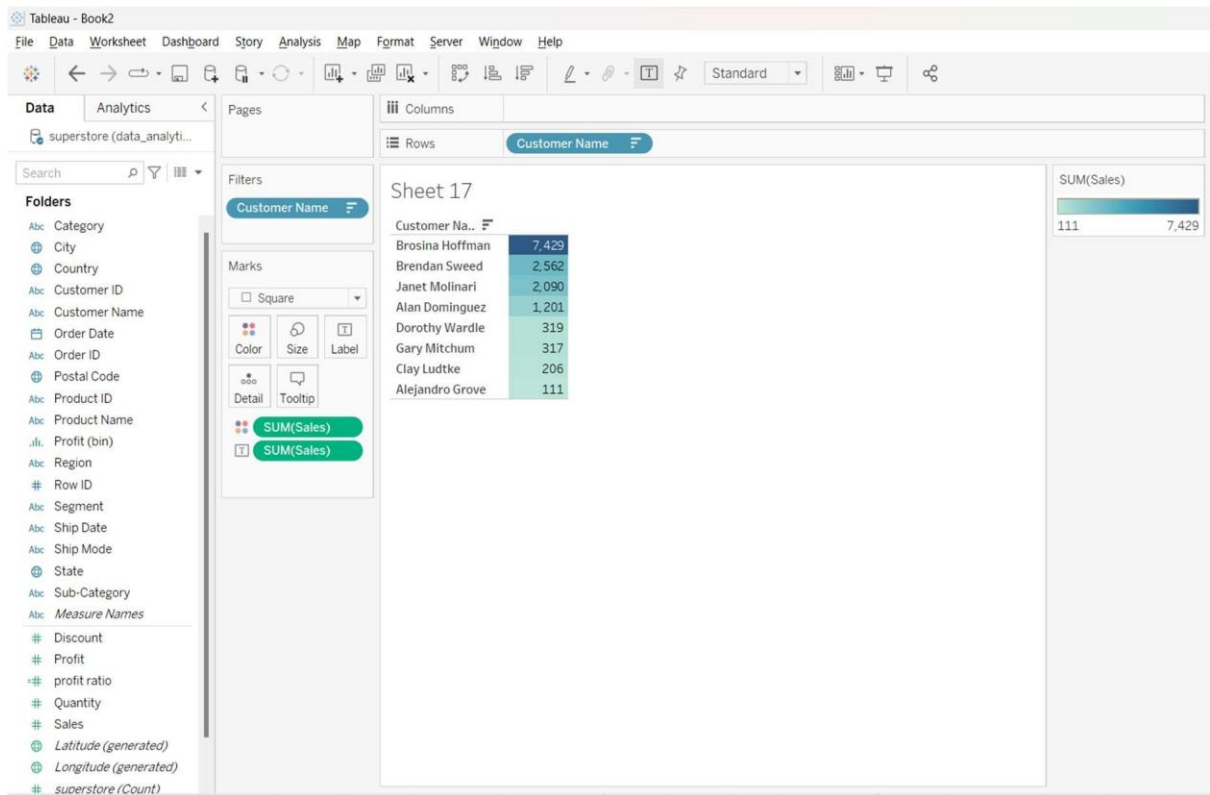 Tableau - Book2
File Data Worksheet Dashboard Story Analysis Map Format Server Window Help
Standard
Data Analytics
superstore (data_analyti...
Search
Folders
Abc Category
City
Country
Abc Customer ID
Abc Customer Name
Order Date
Abc Order ID
Postal Code
Abc Product ID
Abc Product Name
Profit (bin)
Abc Region
# Row ID
Abc Segment
Abc Ship Date
Abc Ship Mode
State
Abc Sub-Category
Abc Measure Names
# Discount
# Profit
=# profit ratio
# Quantity
# Sales
Latitude (generated)
Longitude (generated)
# superstore (Count)
Pages
Filters
Customer Name
Marks
Square
Color Size Label
Detail Tooltip
SUM(Sales)
SUM(Sales)
Columns
Rows Customer Name
Sheet 17
Customer Na..
Brosina Hoffman 7,429
Brendan Sweed 2,562
Janet Molinari 2,090
Alan Dominguez 1,201
Dorothy Wardle 319
Gary Mitchum 317
Clay Ludtke 206
Alejandro Grove 111
SUM(Sales)
111 7,429